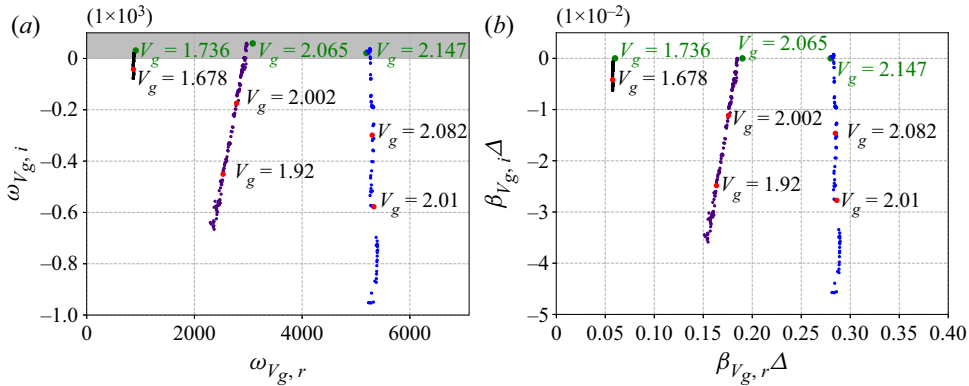 (a)
(1×10³)
0
−0.2
−0.4
−0.6
−0.8
−1.0
ω_{V_g, i}
V_g = 1.736
V_g = 2.065
V_g = 2.147
V_g = 1.678
V_g = 2.002
V_g = 2.082
V_g = 1.92
V_g = 2.01
0
2000
4000
6000
ω_{V_g, r}
(b)
(1×10⁻²)
0
−1
−2
−3
−4
−5
β_{V_g, i}Δ
V_g = 2.065
V_g = 1.736
V_g = 2.147
V_g = 1.678
V_g = 2.002
V_g = 2.082
V_g = 1.92
V_g = 2.01
0
0.05
0.10
0.15
0.20
0.25
0.30
0.40
β_{V_g, r}Δ